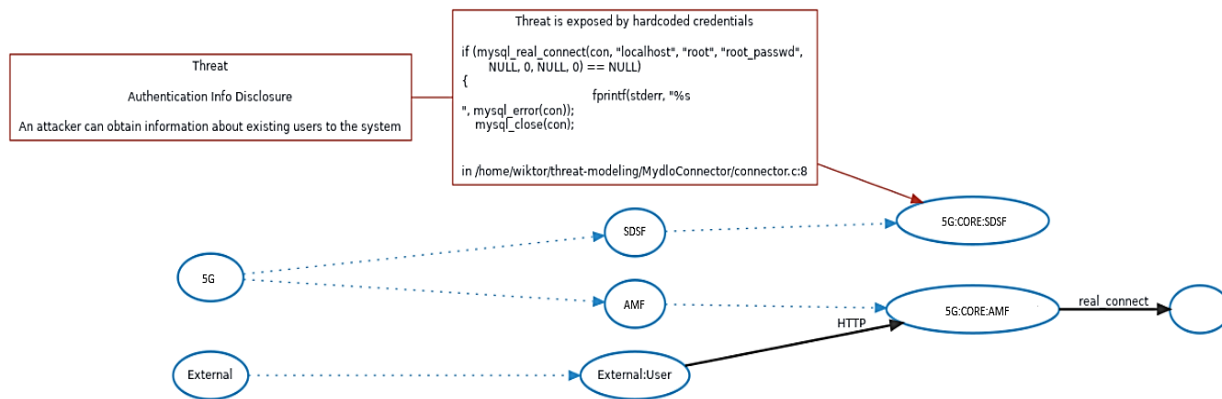 Threat is exposed by hardcoded credentials
if (mysql_real_connect(con, "localhost", "root", "root_passwd",
NULL, 0, NULL, 0) == NULL)
{
fprintf(stderr, "%s
", mysql_error(con));
mysql_close(con);
in /home/wiktor/threat-modeling/MydloConnector/connector.c:8
Threat
Authentication Info Disclosure
An attacker can obtain information about existing users to the system
5G:CORE:SDSF
SDSF
5G
AMF
5G:CORE:AMF
real_connect
HTTP
External
External:User